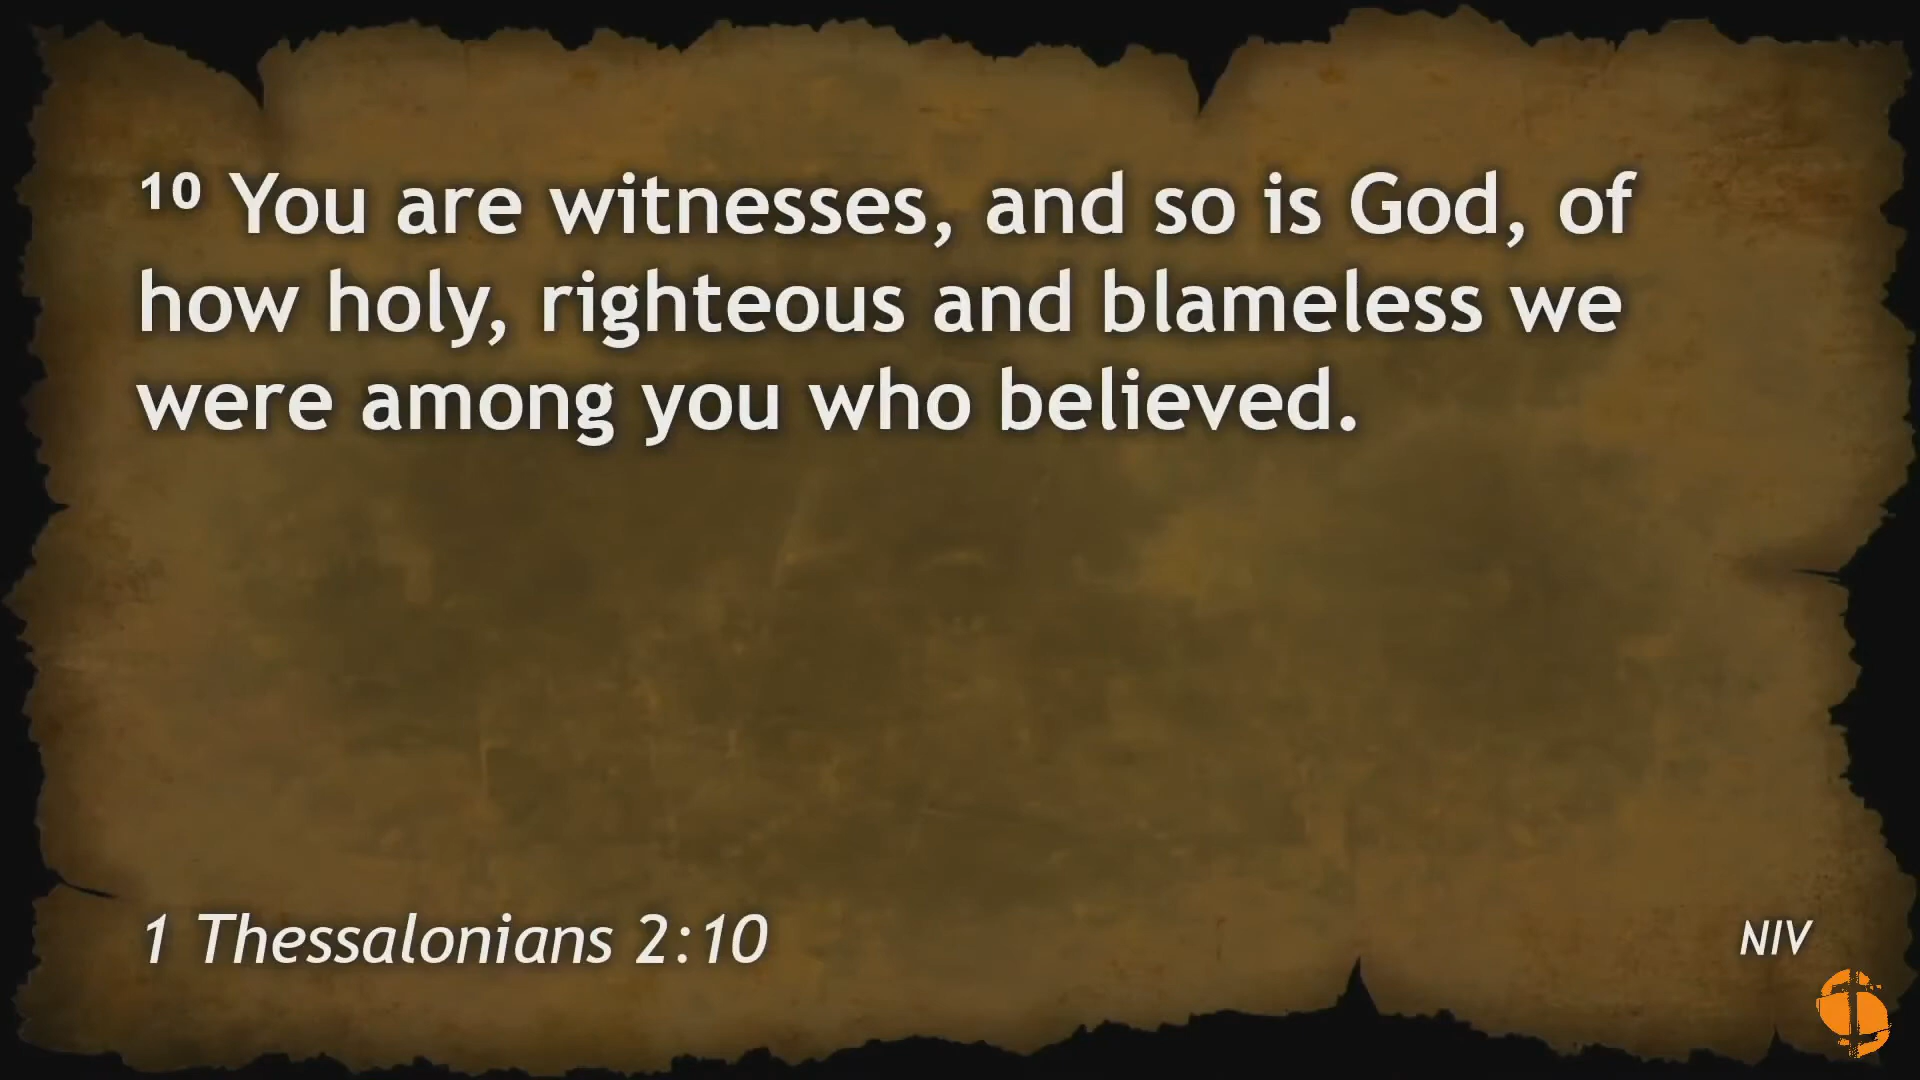 ¹⁰ You are witnesses, and so is God, of
how holy, righteous and blameless we
were among you who believed.
1 Thessalonians 2:10
NIV